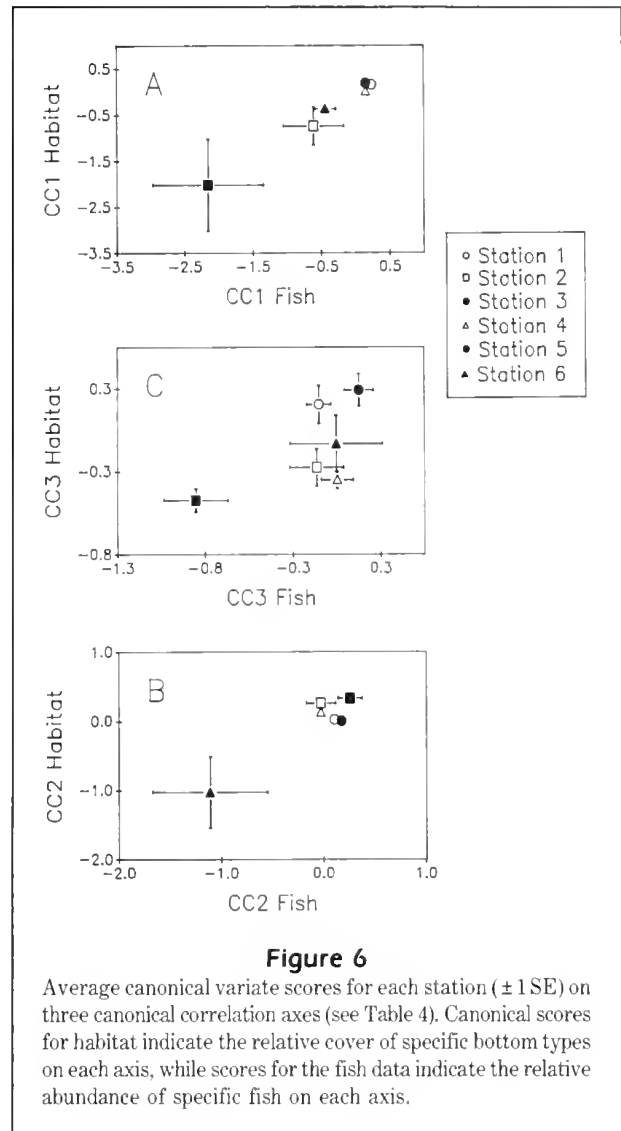 A
0.5
-0.5
-1.5
-2.5
-3.5
CC1 Habitat
-3.5 -2.5 -1.5 -0.5 0.5
CC1 Fish
Station 1
Station 2
Station 3
Station 4
Station 5
Station 6
C
0.3
-0.3
-0.8
CC3 Habitat
-1.3 -0.8 -0.3 0.3
CC3 Fish
B
1.0
0.0
-1.0
-2.0
CC2 Habitat
-2.0 -1.0 0.0 1.0
CC2 Fish
Figure 6
Average canonical variate scores for each station (±1 SE) on
three canonical correlation axes (see Table 4). Canonical scores
for habitat indicate the relative cover of specific bottom types
on each axis, while scores for the fish data indicate the relative
abundance of specific fish on each axis.